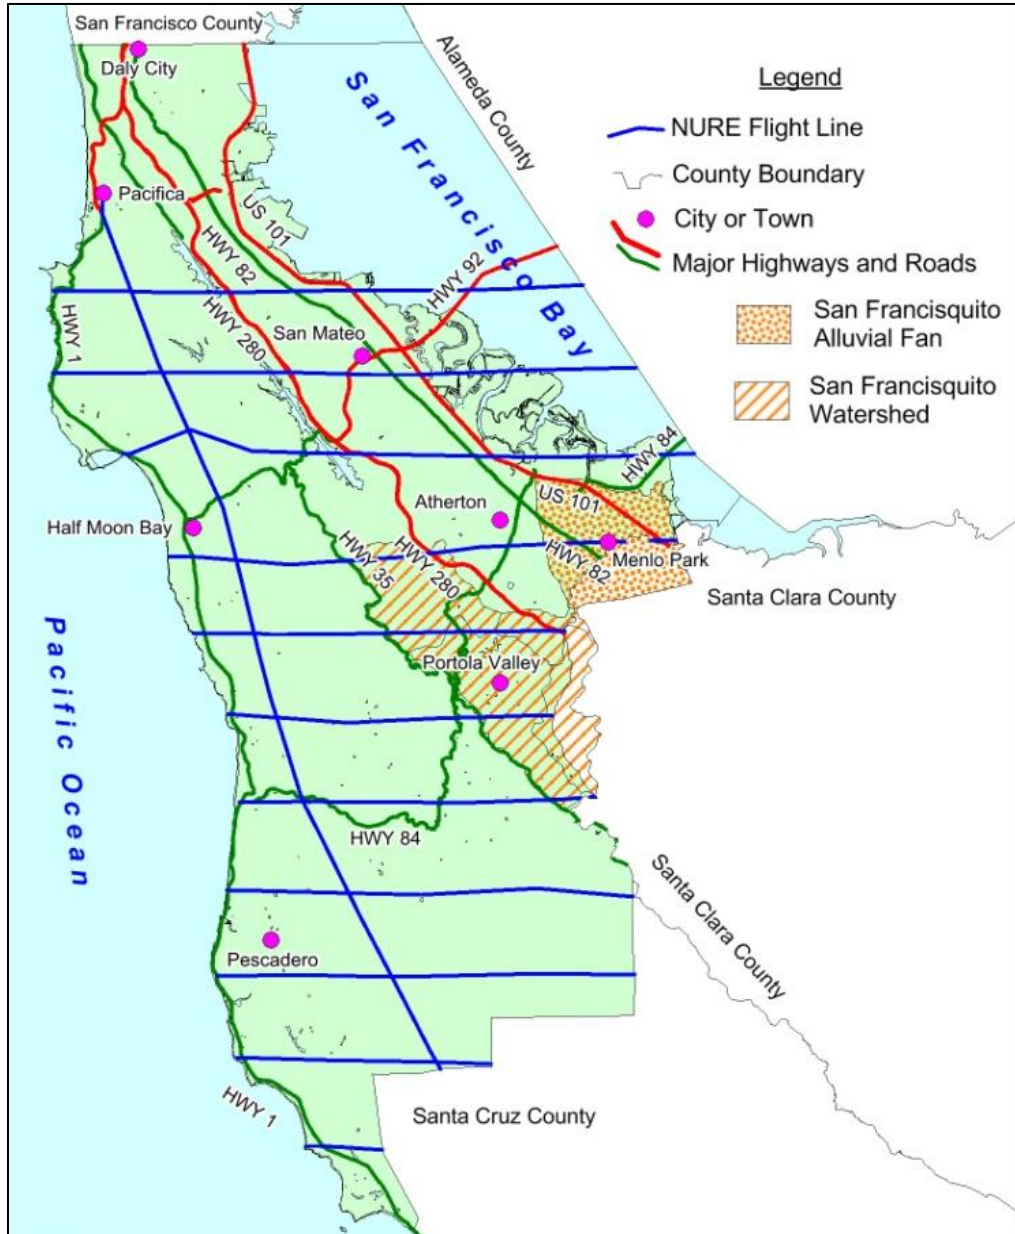 San Francisco County
Daly City
Alameda County
San Francisco Bay
Legend
NURE Flight Line
County Boundary
City or Town
Major Highways and Roads
San Francisquito
Alluvial Fan
San Francisquito
Watershed
Pacifica
US 101
HWY 82
HWY 92
HWY 1
HWY 280
San Mateo
HWY 84
Atherton
US 101
Half Moon Bay
HWY 35
HWY 280
HWY 82
Menlo Park
Santa Clara County
Pacific Ocean
Portola Valley
HWY 84
Santa Clara County
Pescadero
HWY 1
Santa Cruz County